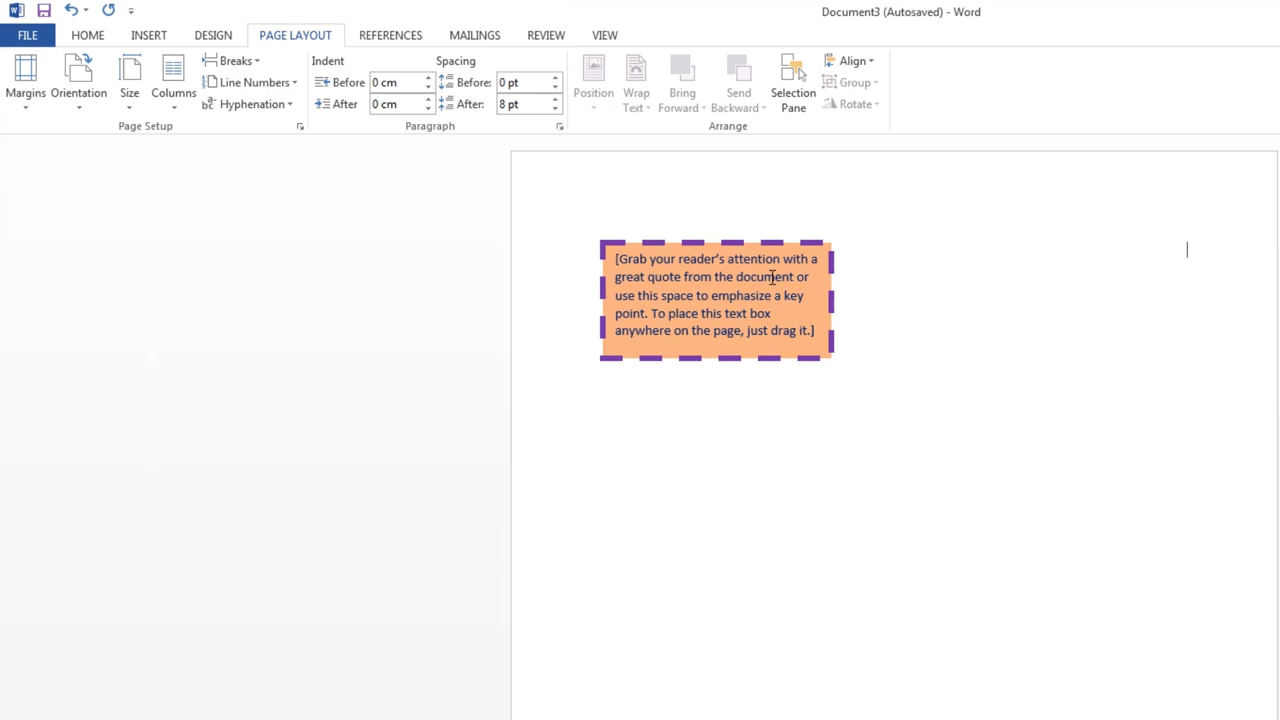 Document3 (Autosaved) - Word
FILE HOME INSERT DESIGN PAGE LAYOUT REFERENCES MAILINGS REVIEW VIEW
Margins
Orientation
Size
Columns
Breaks
Line Numbers
Hyphenation
Page Setup
Indent
Before 0 cm
After 0 cm
Spacing
Before: 0 pt
After: 8 pt
Paragraph
Position
Wrap
Text
Bring
Forward
Send
Backward
Selection
Pane
Align
Group
Rotate
Arrange
[Grab your reader’s attention with a
great quote from the document or
use this space to emphasize a key
point. To place this text box
anywhere on the page, just drag it.]